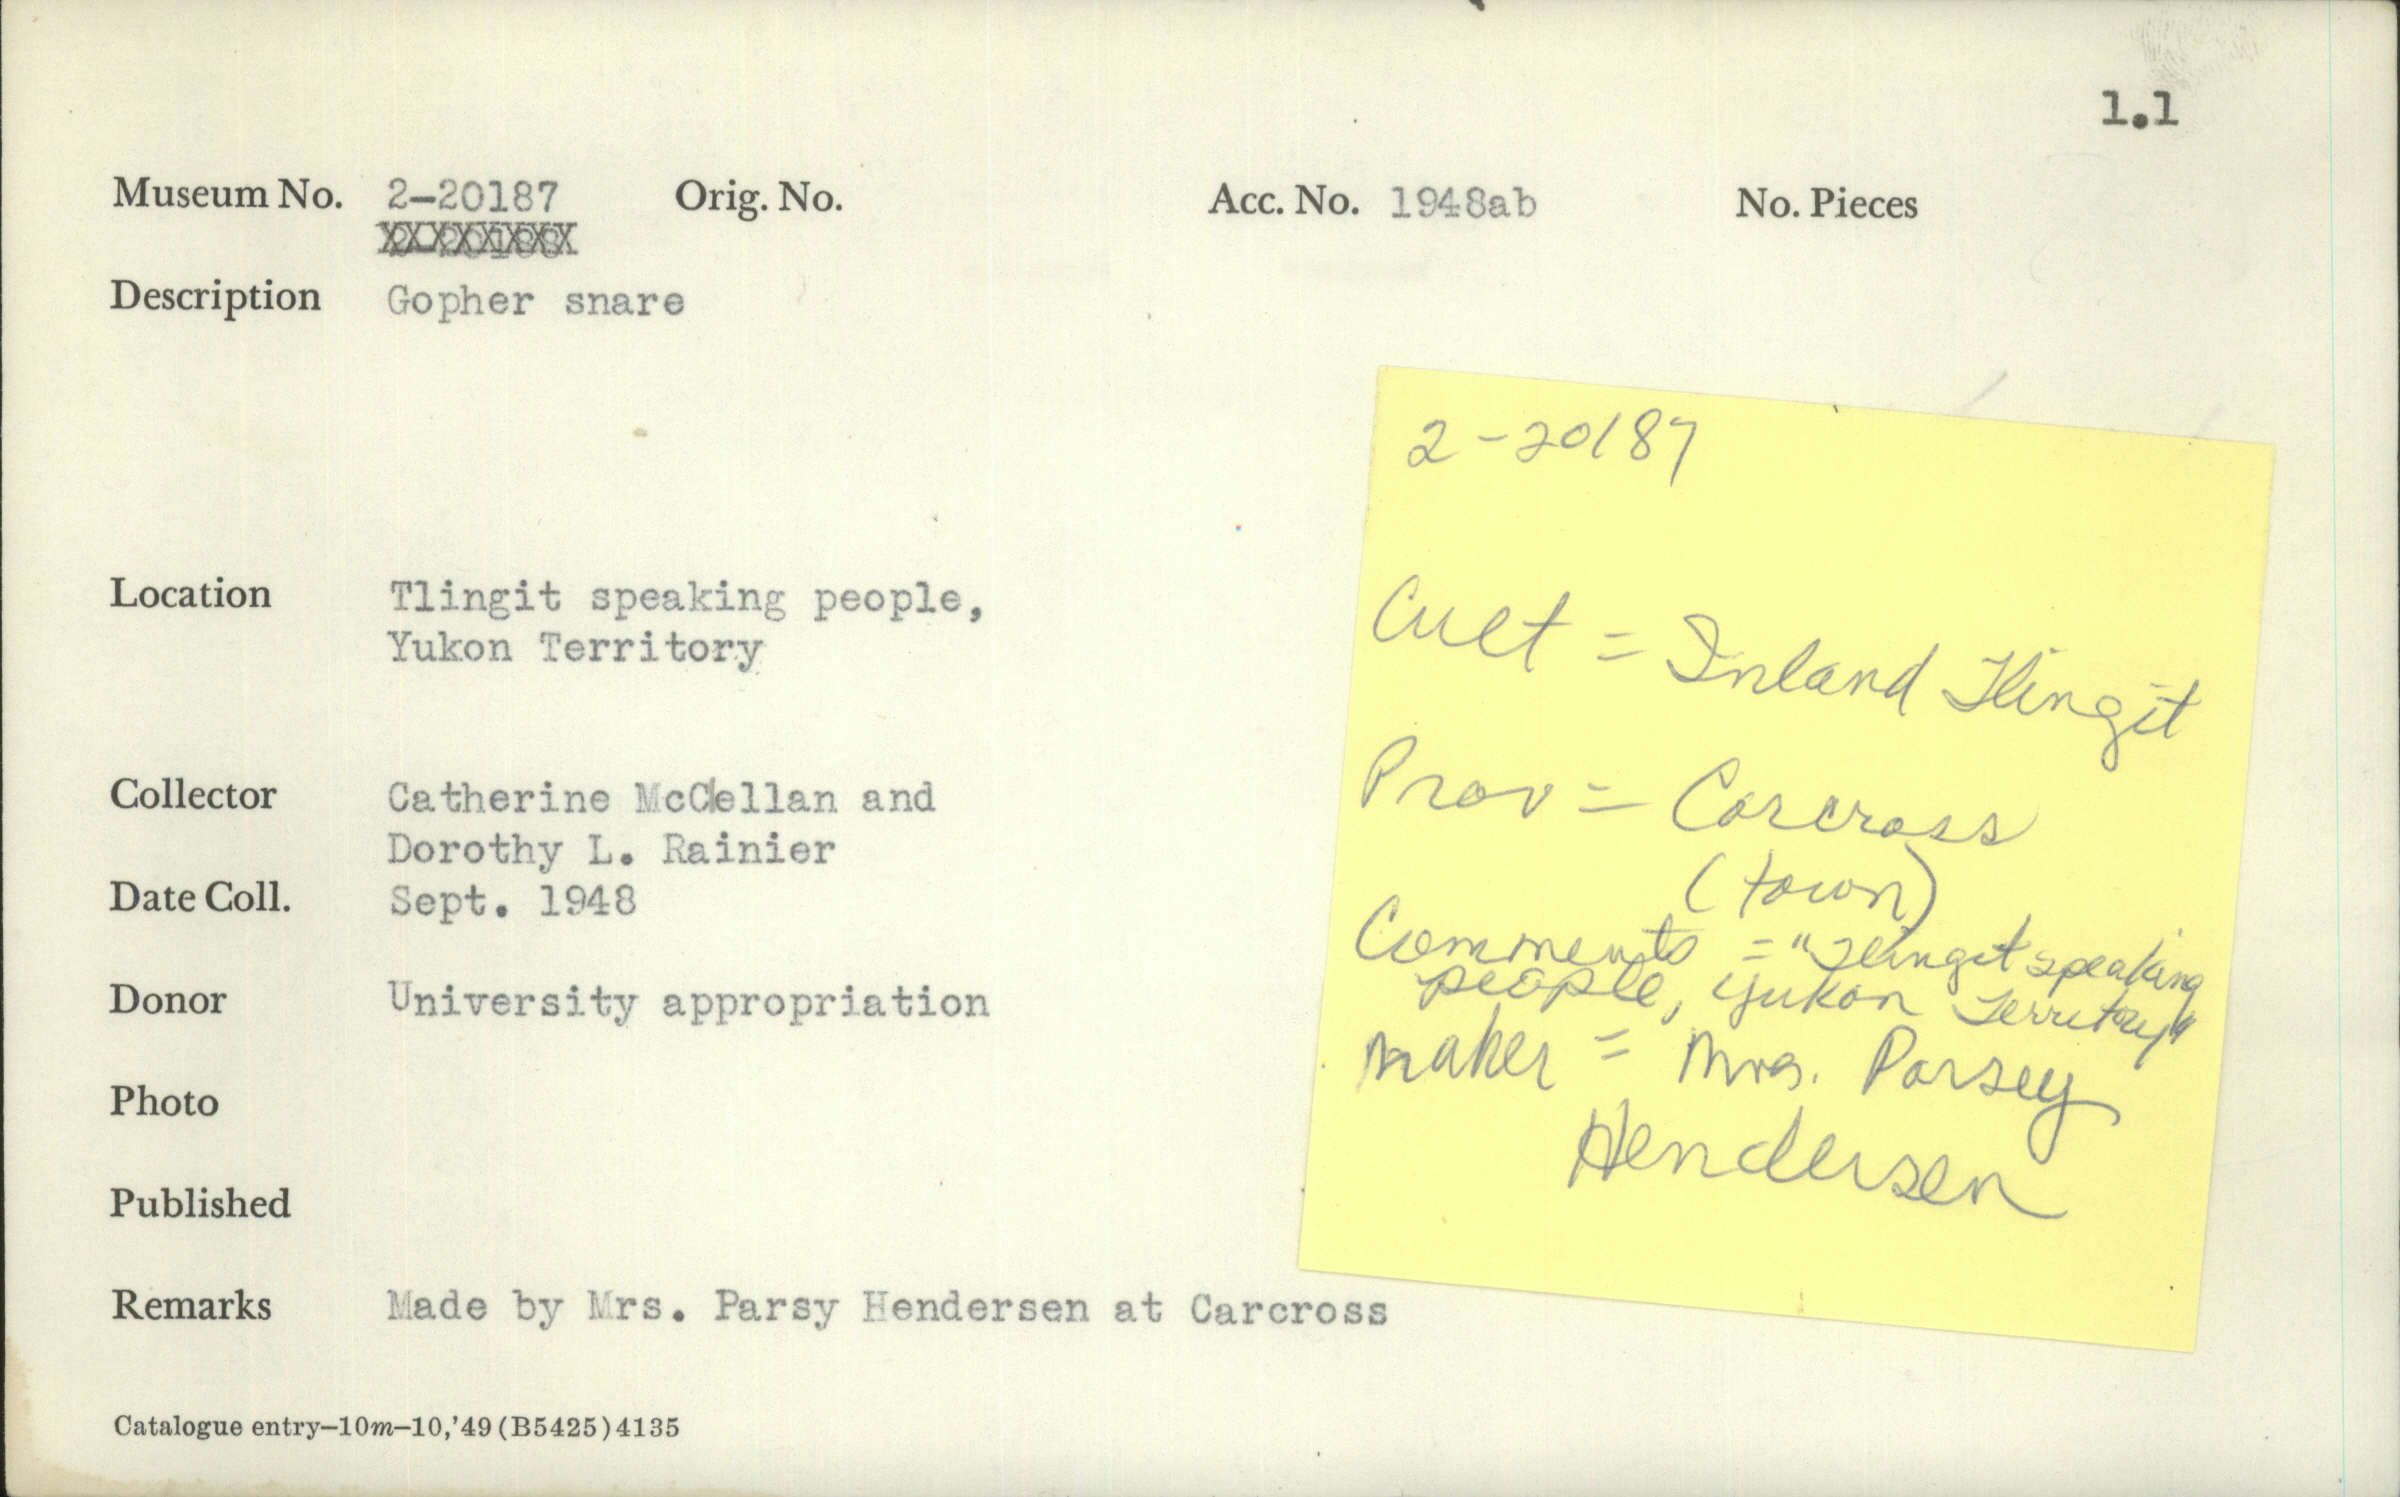 1.1
Museum No. 2-20187 Orig. No. Acc. No. 1948ab No. Pieces
Description Gopher snare
Location Tlingit speaking people,
Yukon Territory
Collector Catherine McClellan and
Dorothy L. Rainier
Date Coll. Sept. 1948
Donor University appropriation
Photo
Published
Remarks Made by Mrs. Parsy Hendersen at Carcross
Catalogue entry—10m—10,'49 (B5425) 4135
2-20187
Cult = Inland Tlingit
Prov = Carcross
(town)
Comments = "Tlingit speaking
people, Yukon Territory"
maker = Mrs. Parsey
Hendersen